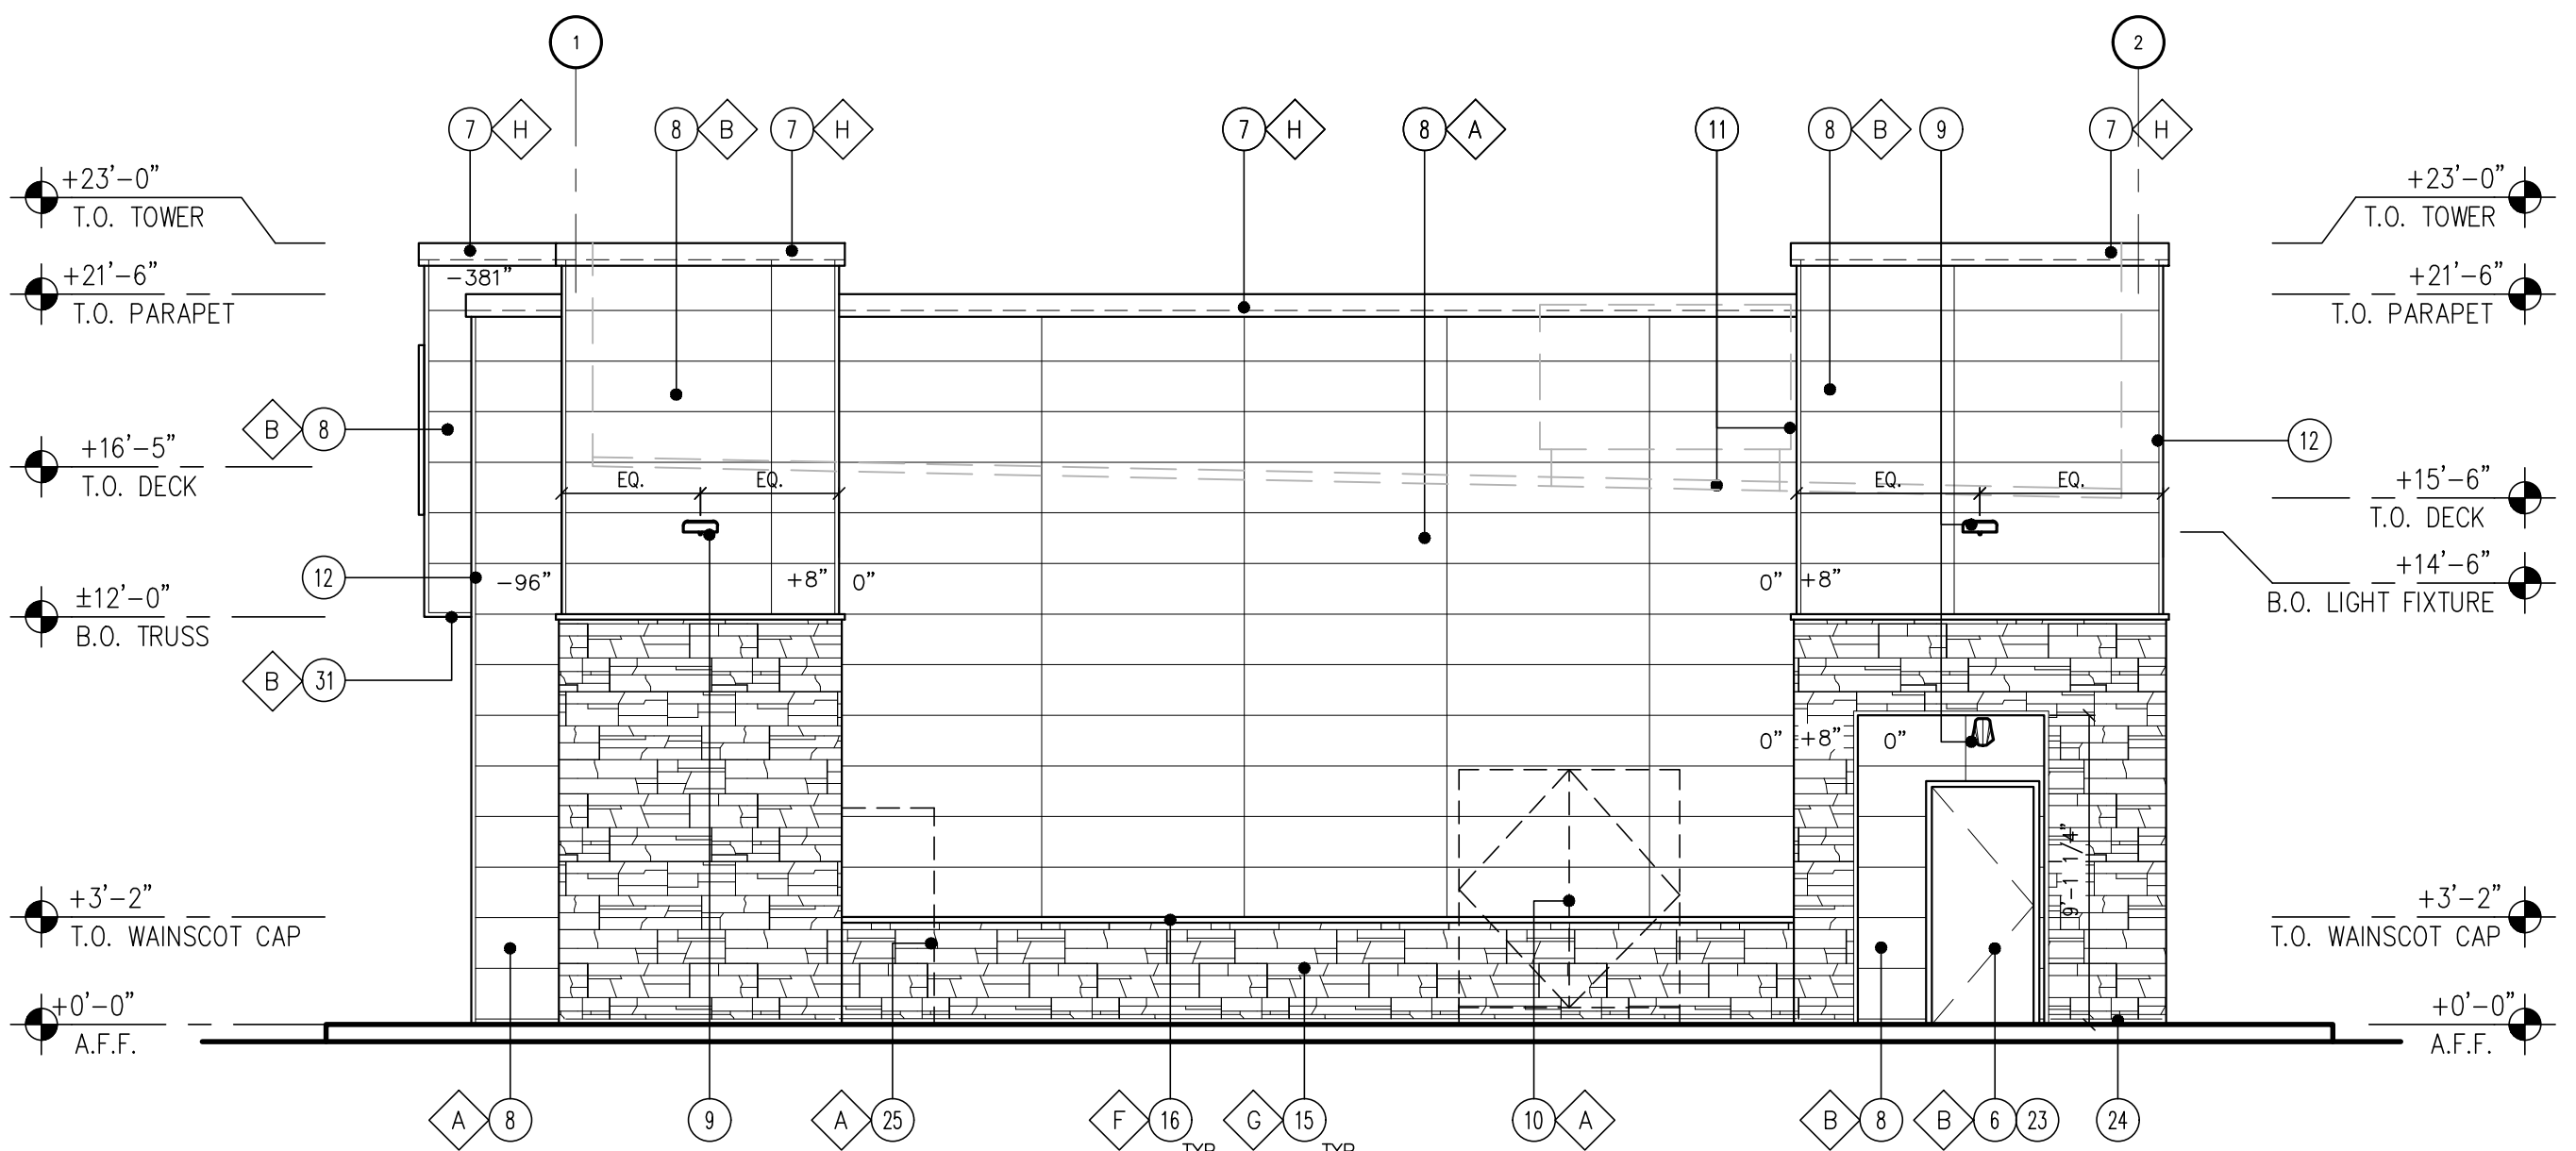 1
2
7 H
8 B
7 H
7 H
8 A
11
8 B
9
7 H
+23'-0"
T.O. TOWER
+23'-0"
T.O. TOWER
-381"
+21'-6"
T.O. PARAPET
+21'-6"
T.O. PARAPET
B 8
12
+16'-5"
T.O. DECK
EQ. EQ.
EQ. EQ.
+15'-6"
T.O. DECK
12
-96"
+8" 0"
0" +8"
+14'-6"
B.O. LIGHT FIXTURE
±12'-0"
B.O. TRUSS
B 31
0" +8" 0"
9'-1 1/4"
+3'-2"
T.O. WAINSCOT CAP
+3'-2"
T.O. WAINSCOT CAP
+0'-0"
A.F.F.
+0'-0"
A.F.F.
A 8
9
A 25
F 16
TYP
G 15
TYP
10 A
B 8
B 6 23
24